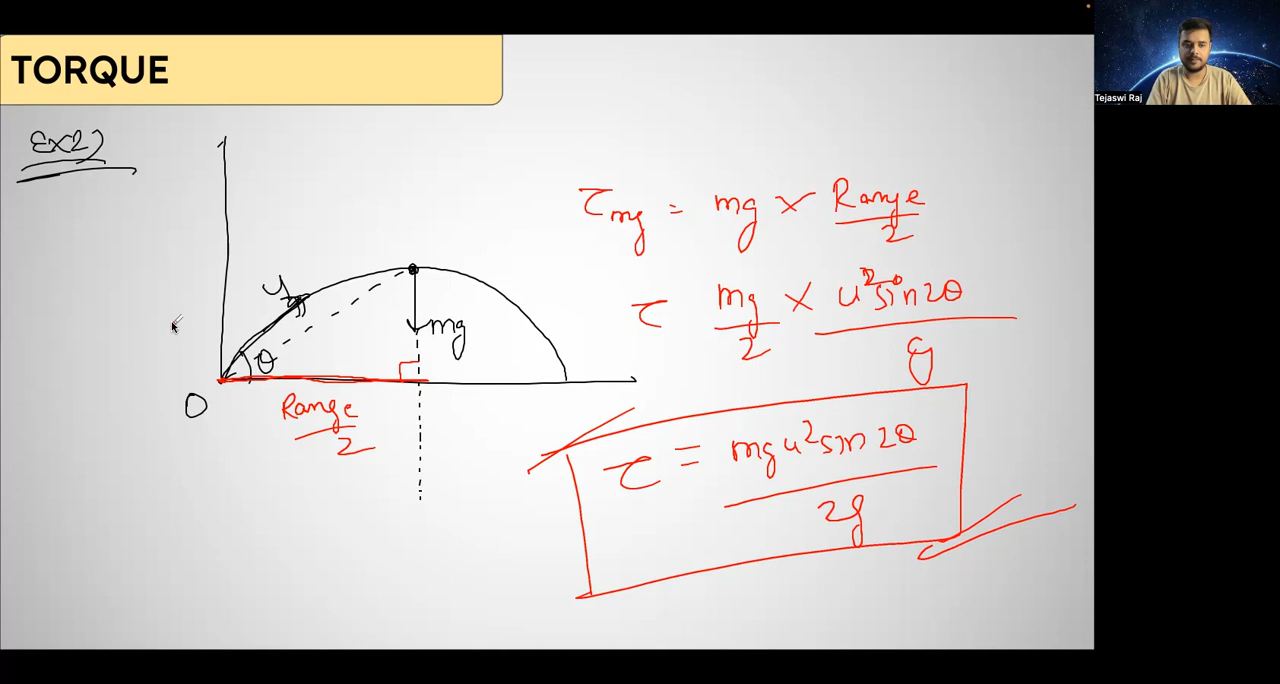 TORQUE
Tejaswi Raj
Ex2)
τmg = mg × Range/2
u
θ
mg
τ mg/2 × u²sin2θ/g
O
Range/2
τ = mgu²sin2θ/2g